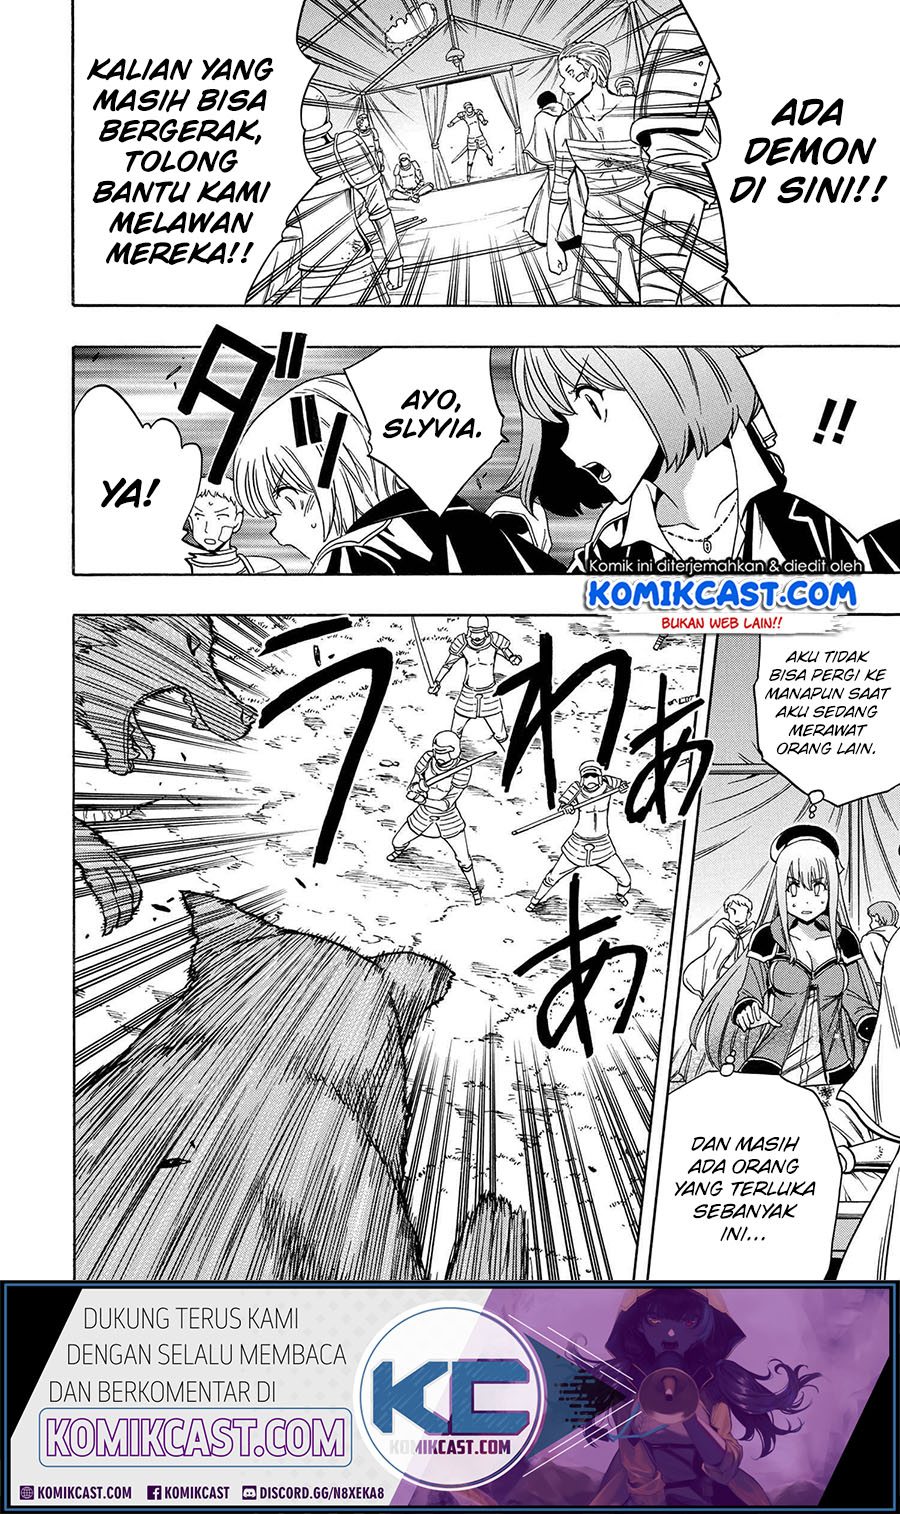 ADA
DEMON
DI SINI!!
KALIAN YANG
MASIH BISA
BERGERAK,
TOLONG
BANTU KAMI
MELAWAN
MEREKA!!
!!
AYO,
SLYVIA.
ダッ
YA!
Komik ini diterjemahkan & diedit oleh
KOMIKCAST.COM
BUKAN WEB LAIN!!
AKU TIDAK
BISA PERGI KE
MANAPUN SAAT
AKU SEDANG
MERAWAT
ORANG LAIN.
DAN MASIH
ADA ORANG
YANG TERLUKA
SEBANYAK
INI...
うわぁぁ
DUKUNG TERUS KAMI
DENGAN SELALU MEMBACA
DAN BERKOMENTAR DI
KOMIKCAST.COM
KC
KOMIKCAST.COM
KOMIKCAST.COM KOMIKCAST DISCORD.GG/N8XEKA8